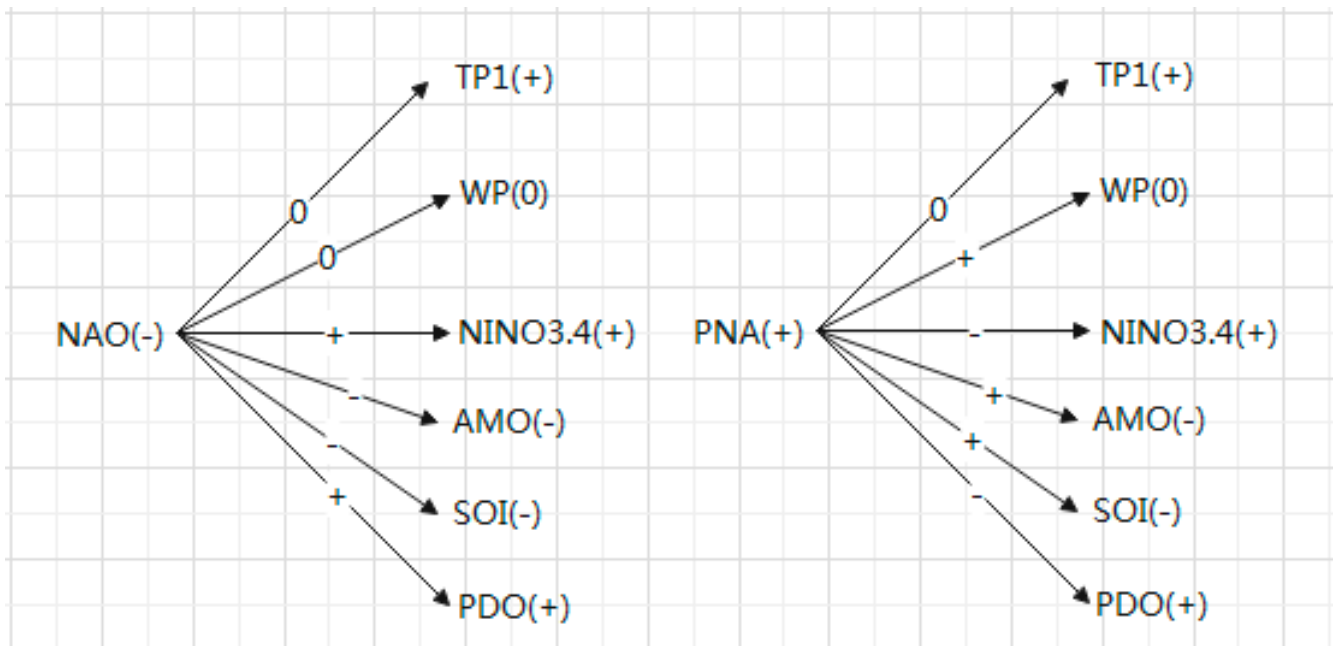 TP1(+)
0
WP(0)
0
NAO(-)
+
NINO3.4(+)
-
AMO(-)
-
SOI(-)
+
PDO(+)
TP1(+)
0
WP(0)
+
PNA(+)
-
NINO3.4(+)
+
AMO(-)
+
SOI(-)
-
PDO(+)